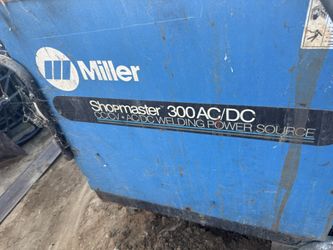 Miller
Shopmaster 300 AC/DC
CC/CV • AC/DC WELDING POWER SOURCE